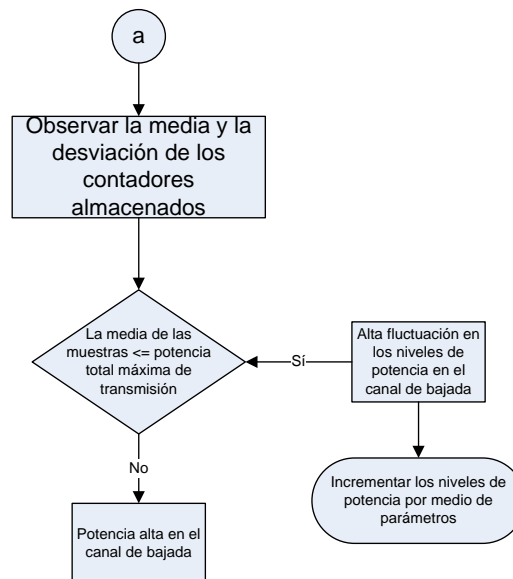 a
Observar la media y la
desviación de los
contadores
almacenados
La media de las
muestras <= potencia
total máxima de
transmisión
Sí
Alta fluctuación en
los niveles de
potencia en el
canal de bajada
No
Incrementar los niveles de
potencia por medio de
parámetros
Potencia alta en el
canal de bajada